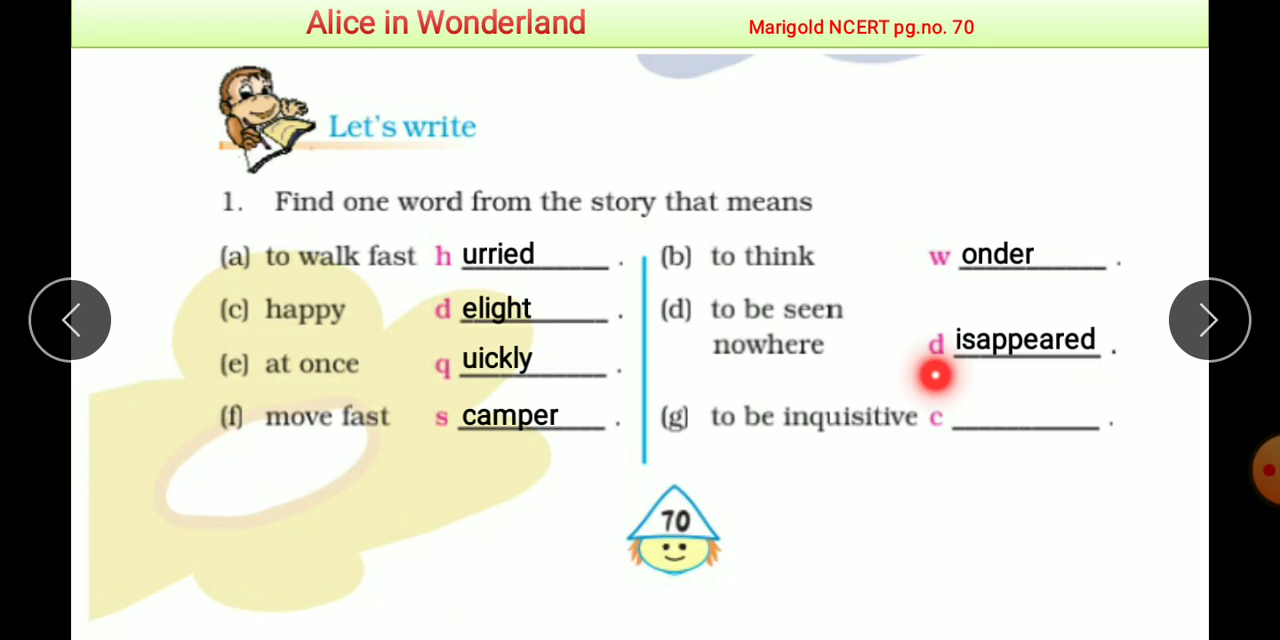 Alice in Wonderland Marigold NCERT pg.no. 70
Let's write
1. Find one word from the story that means
(a) to walk fast h urried . (b) to think w onder .
(c) happy d elight . (d) to be seen
nowhere d isappeared .
(e) at once q uickly .
(f) move fast s camper . (g) to be inquisitive c ________ .
70